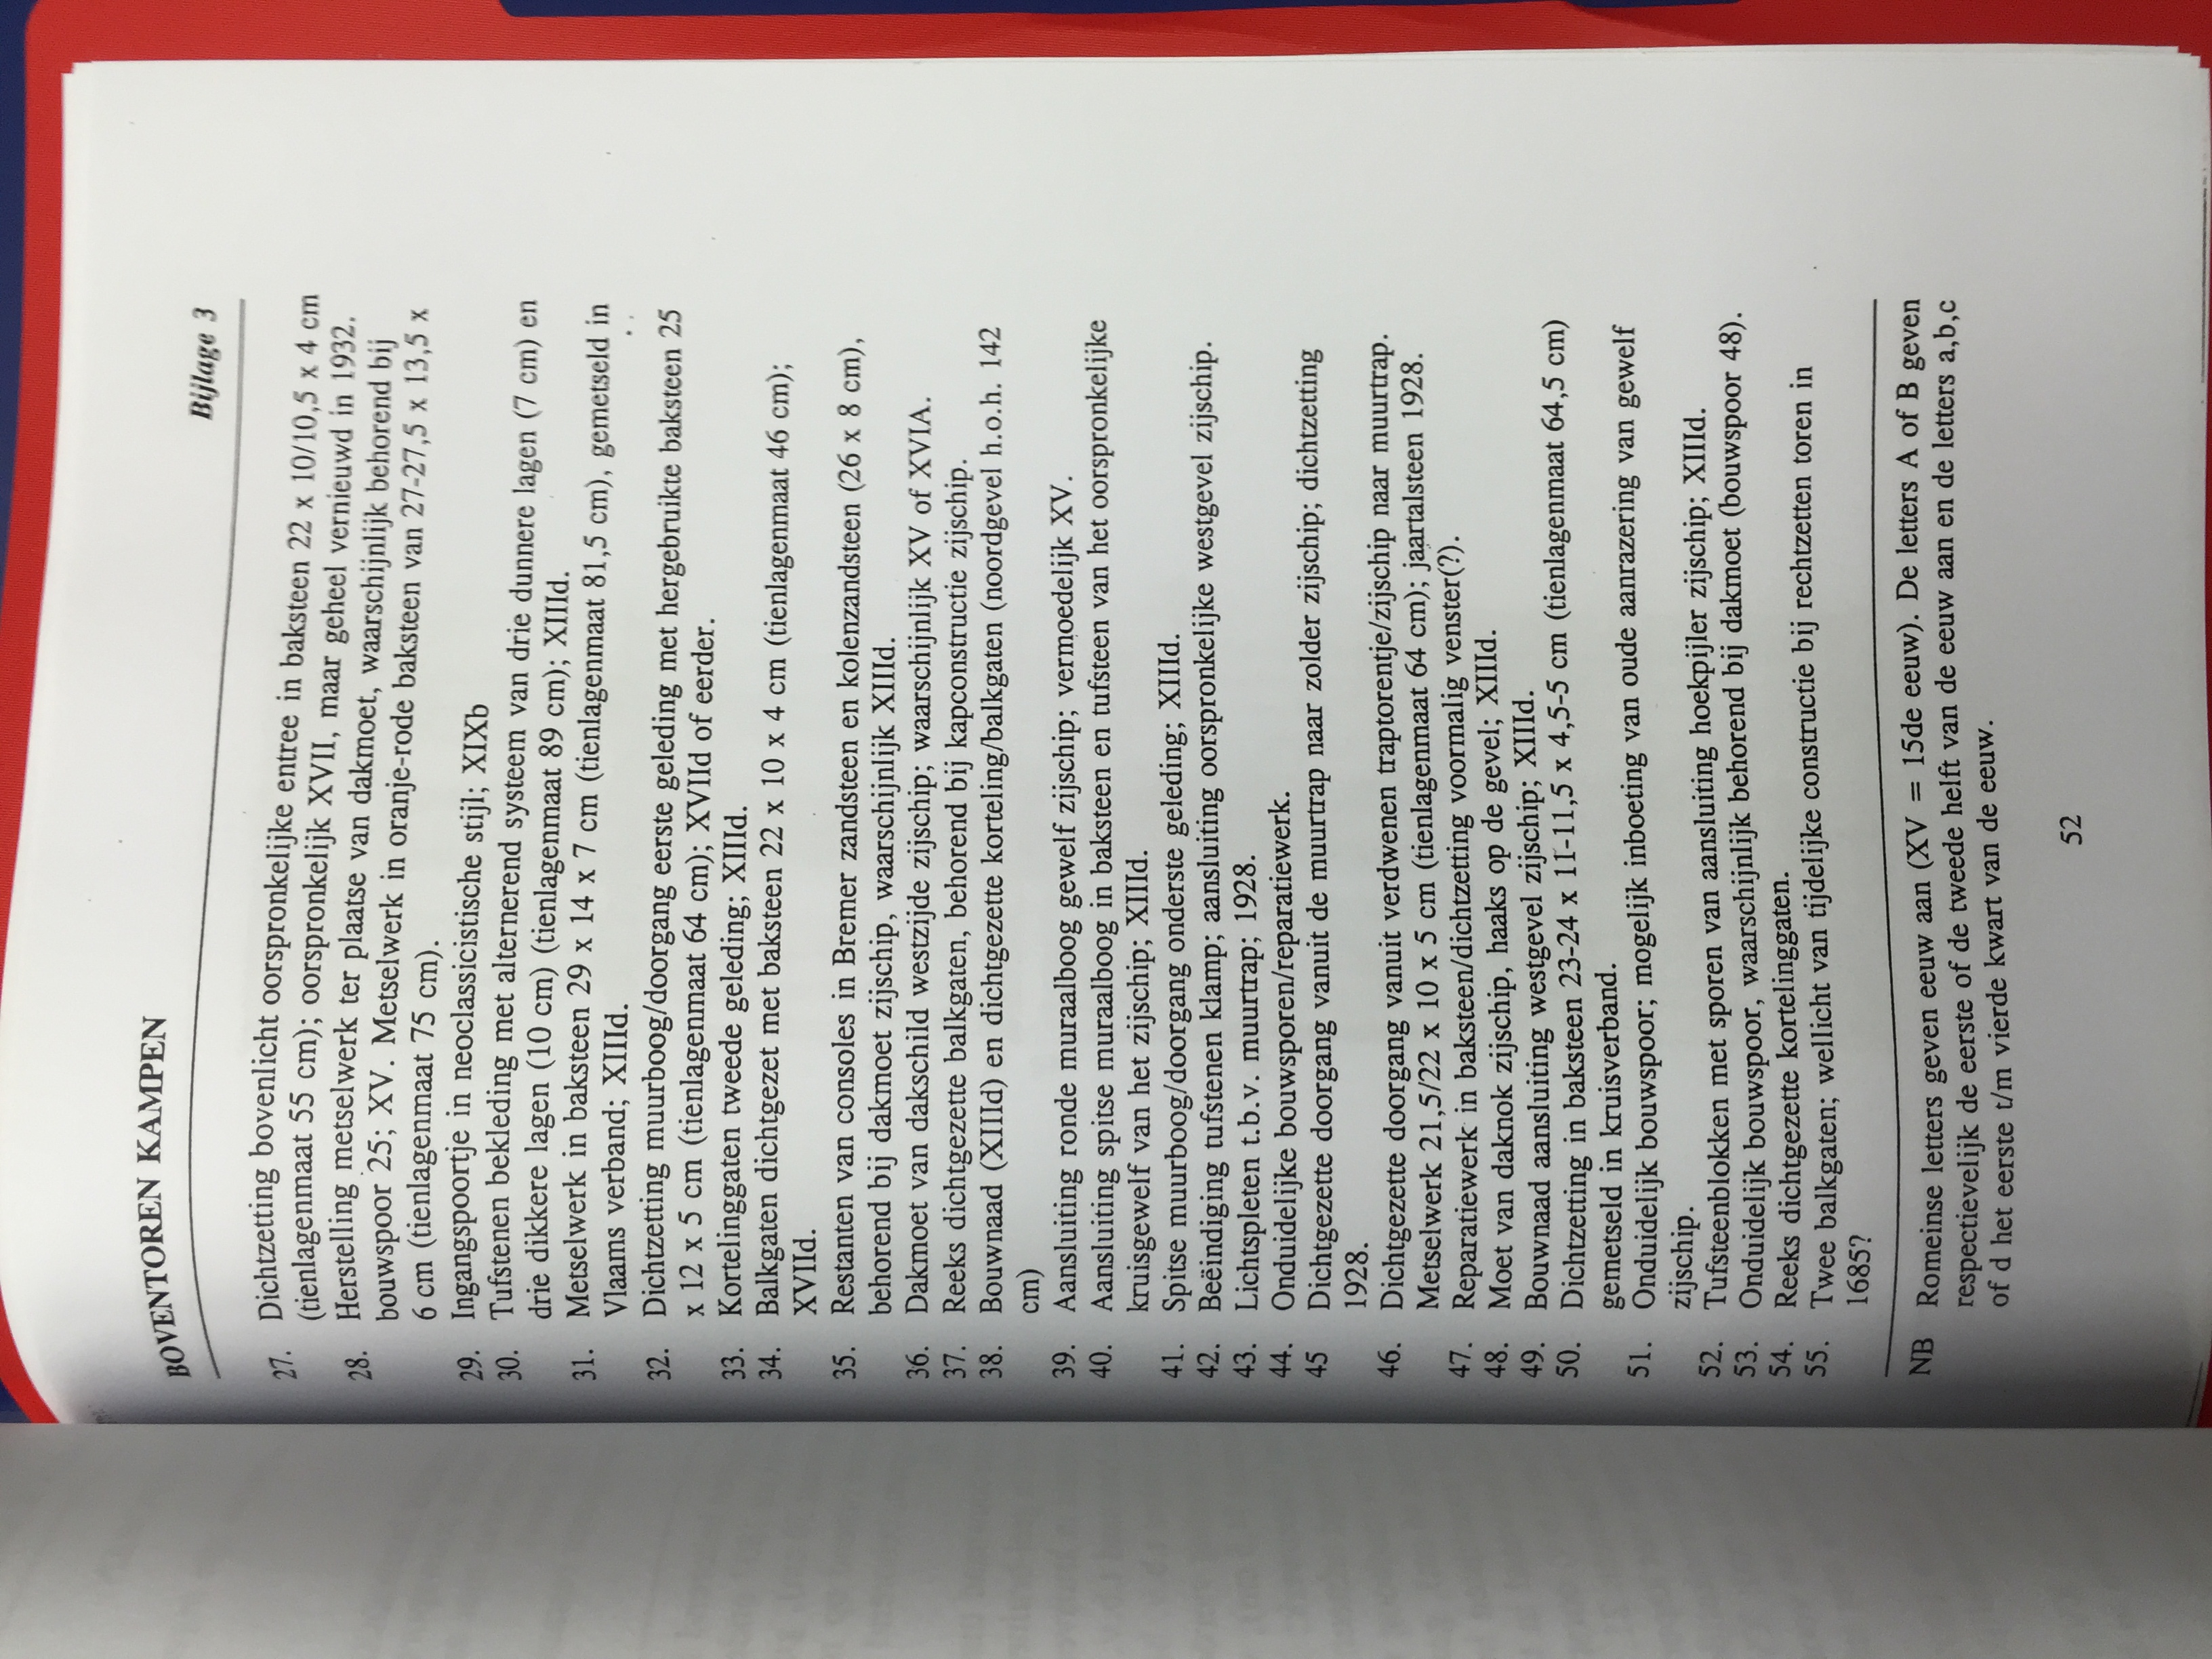 BOVENTOREN KAMPEN
Bijlage 3
27. Dichtzetting bovenlicht oorspronkelijke entree in baksteen 22 x 10/10,5 x 4 cm
(tienlagenmaat 55 cm); oorspronkelijk XVII, maar geheel vernieuwd in 1932.
28. Herstelling metselwerk ter plaatse van dakmoet, waarschijnlijk behorend bij
bouwspoor 25; XV. Metselwerk in oranje-rode baksteen van 27-27,5 x 13,5 x
6 cm (tienlagenmaat 75 cm).
29. Ingangspoortje in neoclassicistische stijl; XIXb
30. Tufstenen bekleding met alternerend systeem van drie dunnere lagen (7 cm) en
drie dikkere lagen (10 cm) (tienlagenmaat 89 cm); XIIId.
31. Metselwerk in baksteen 29 x 14 x 7 cm (tienlagenmaat 81,5 cm), gemetseld in
Vlaams verband; XIIId.
32. Dichtzetting muurboog/doorgang eerste geleding met hergebruikte baksteen 25
x 12 x 5 cm (tienlagenmaat 64 cm); XVIId of eerder.
33. Kortelinggaten tweede geleding; XIIId.
34. Balkgaten dichtgezet met baksteen 22 x 10 x 4 cm (tienlagenmaat 46 cm);
XVIId.
35. Restanten van consoles in Bremer zandsteen en kolenzandsteen (26 x 8 cm),
behorend bij dakmoet zijschip, waarschijnlijk XIIId.
36. Dakmoet van dakschild westzijde zijschip; waarschijnlijk XV of XVIA.
37. Reeks dichtgezette balkgaten, behorend bij kapconstructie zijschip.
38. Bouwnaad (XIIId) en dichtgezette korteling/balkgaten (noordgevel h.o.h. 142
cm)
39. Aansluiting ronde muraalboog gewelf zijschip; vermoedelijk XV.
40. Aansluiting spitse muraalboog in baksteen en tufsteen van het oorspronkelijke
kruisgewelf van het zijschip; XIIId.
41. Spitse muurboog/doorgang onderste geleding; XIIId.
42. Beëindiging tufstenen klamp; aansluiting oorspronkelijke westgevel zijschip.
43. Lichtspleten t.b.v. muurtrap; 1928.
44. Onduidelijke bouwsporen/reparatiewerk.
45 Dichtgezette doorgang vanuit de muurtrap naar zolder zijschip; dichtzetting
1928.
46. Dichtgezette doorgang vanuit verdwenen traptorentje/zijschip naar muurtrap.
Metselwerk 21,5/22 x 10 x 5 cm (tienlagenmaat 64 cm); jaartalsteen 1928.
47. Reparatiewerk in baksteen/dichtzetting voormalig venster(?).
48. Moet van daknok zijschip, haaks op de gevel; XIIId.
49. Bouwnaad aansluiting westgevel zijschip; XIIId.
50. Dichtzetting in baksteen 23-24 x 11-11,5 x 4,5-5 cm (tienlagenmaat 64,5 cm)
gemetseld in kruisverband.
51. Onduidelijk bouwspoor; mogelijk inboeting van oude aanrazering van gewelf
zijschip.
52. Tufsteenblokken met sporen van aansluiting hoekpijler zijschip; XIIId.
53. Onduidelijk bouwspoor, waarschijnlijk behorend bij dakmoet (bouwspoor 48).
54. Reeks dichtgezette kortelinggaten.
55. Twee balkgaten; wellicht van tijdelijke constructie bij rechtzetten toren in
1685?
NB Romeinse letters geven eeuw aan (XV = 15de eeuw). De letters A of B geven
respectievelijk de eerste of de tweede helft van de eeuw aan en de letters a,b,c
of d het eerste t/m vierde kwart van de eeuw.
52